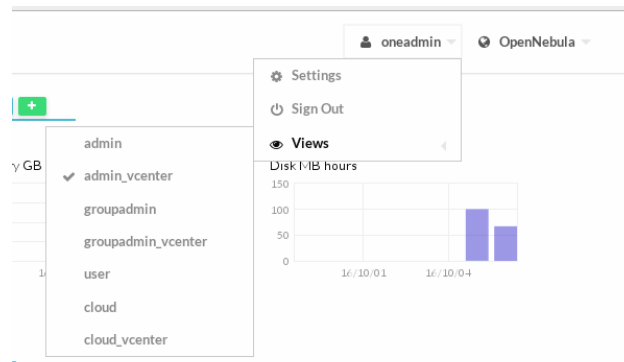 oneadmin OpenNebula
Settings
Sign Out
Views
+
admin
admin_vcenter
groupadmin
groupadmin_vcenter
user
cloud
cloud_vcenter
y GB
Disk MB hours
150
100
50
0
16/10/01 16/10/04